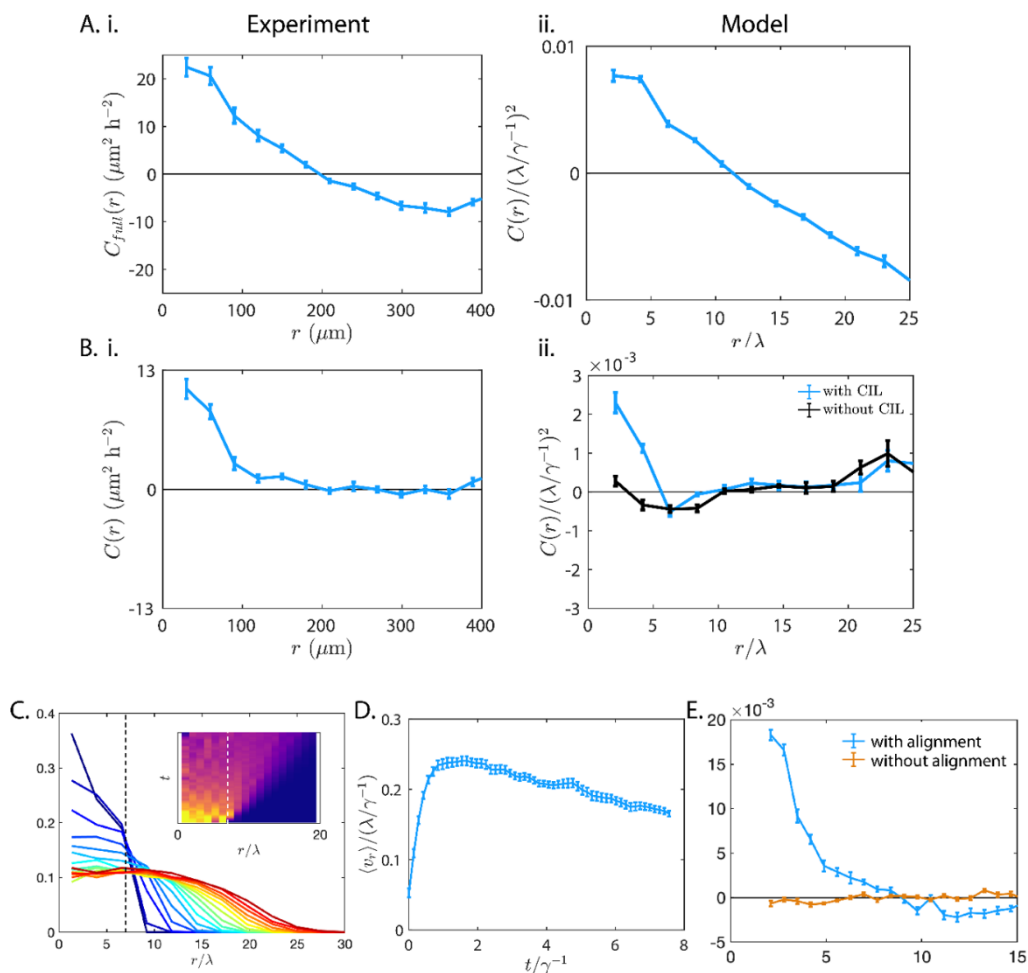 A. i.
Experiment
20
10
0
-10
-20
C_{full}(r) (μm² h⁻²)
0 100 200 300 400
r (μm)
ii.
Model
0.01
0
-0.01
C(r)/(λ/γ⁻¹)²
0 5 10 15 20 25
r/λ
B. i.
13
0
-13
C(r) (μm² h⁻²)
0 100 200 300 400
r (μm)
ii.
×10⁻³
3
2
1
0
-1
-2
-3
C(r)/(λ/γ⁻¹)²
with CIL
without CIL
0 5 10 15 20 25
r/λ
C.
0.4
0.3
0.2
0.1
0
t
0 20
r/λ
0 5 10 15 20 25 30
r/λ
D.
0.3
0.2
0.1
0
⟨v_r⟩/(λ/γ⁻¹)
0 2 4 6 8
t/γ⁻¹
E.
×10⁻³
20
15
10
5
0
-5
with alignment
without alignment
0 5 10 15